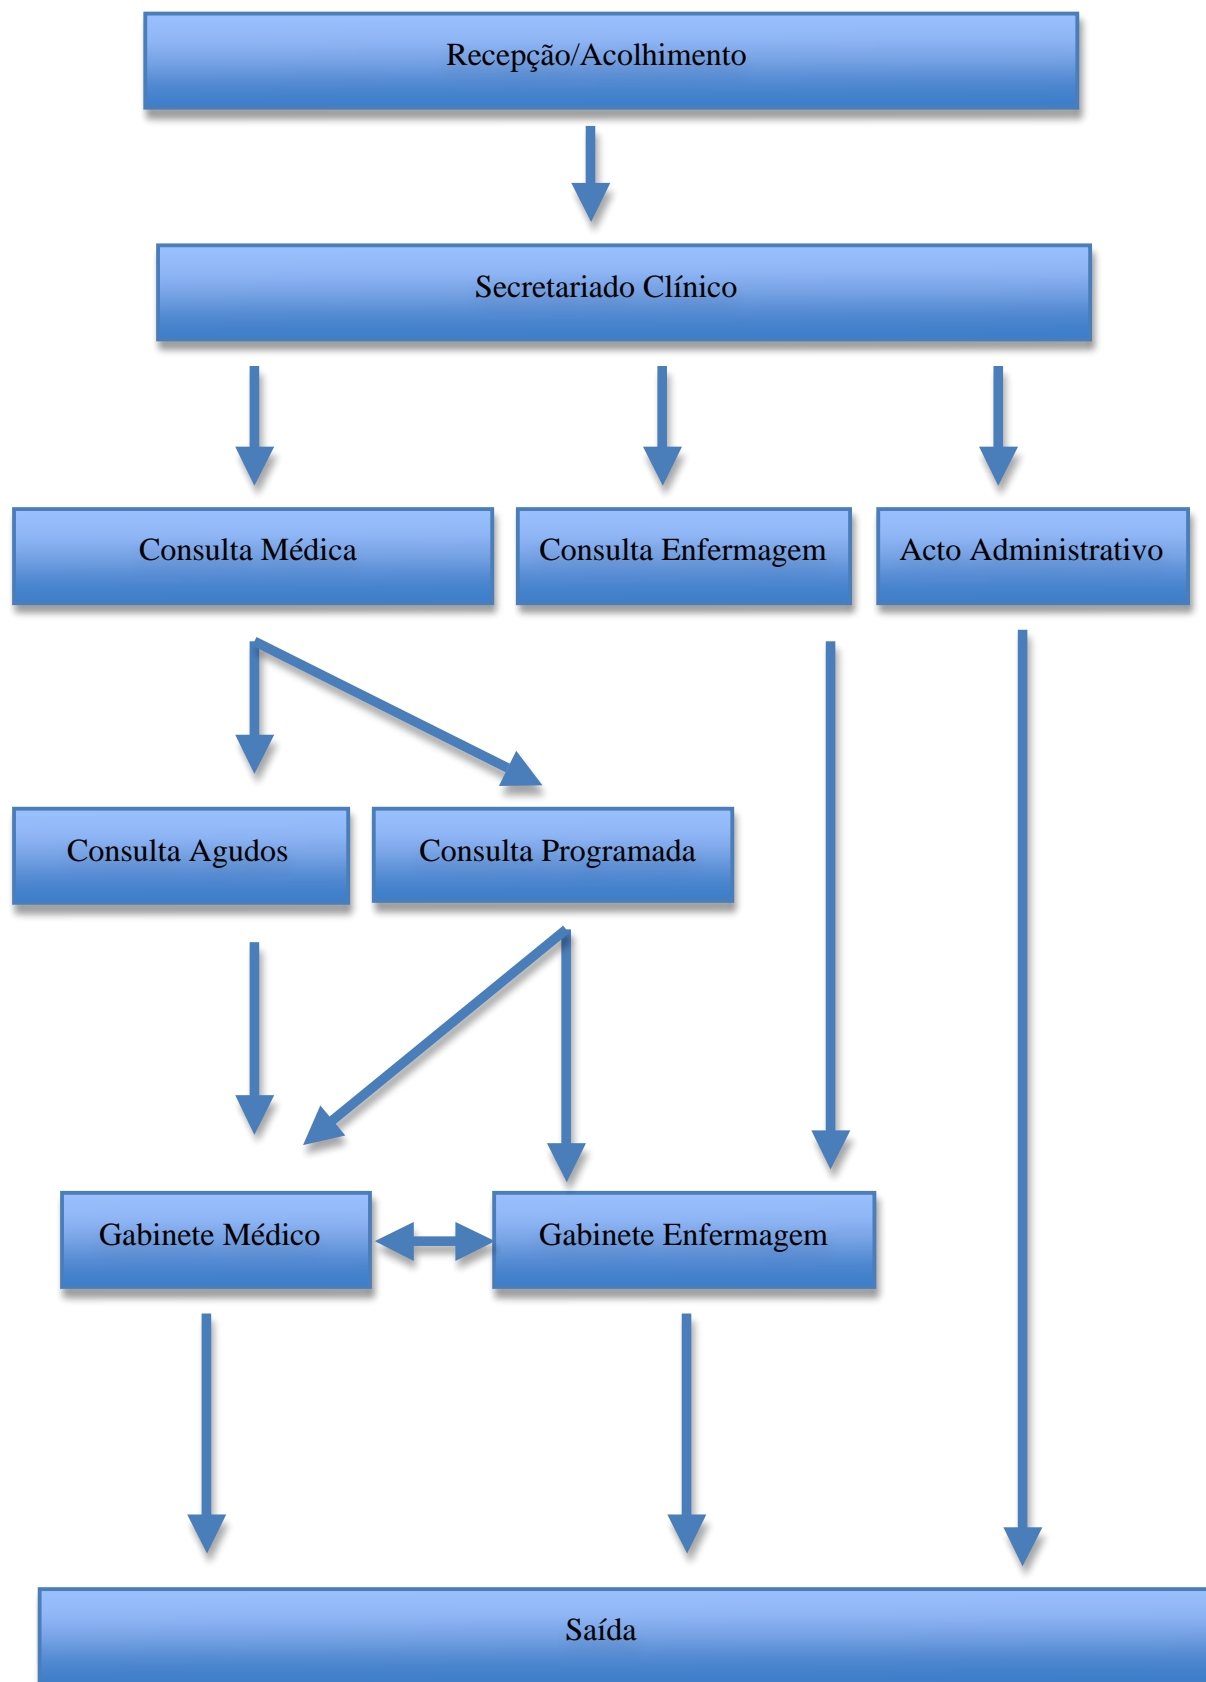 Recepção/Acolhimento
Secretariado Clínico
Consulta Médica
Consulta Enfermagem
Acto Administrativo
Consulta Agudos
Consulta Programada
Gabinete Médico
Gabinete Enfermagem
Saída